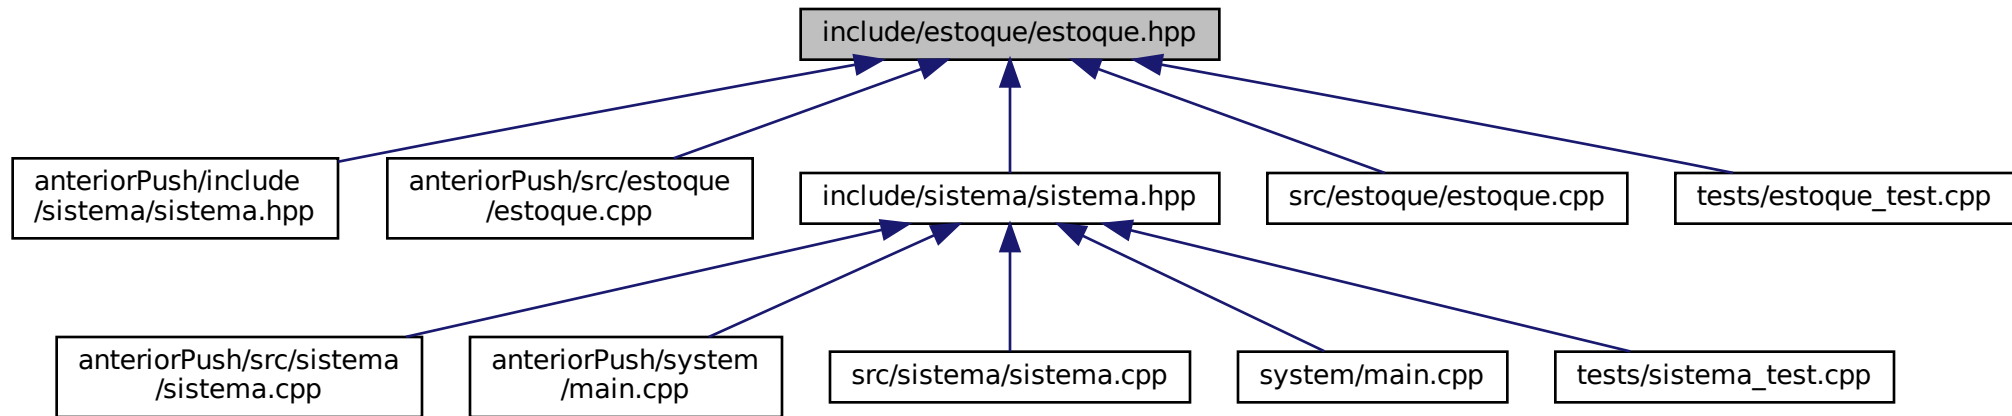 include/estoque/estoque.hpp
anteriorPush/include
/sistema/sistema.hpp
anteriorPush/src/estoque
/estoque.cpp
include/sistema/sistema.hpp
src/estoque/estoque.cpp
tests/estoque_test.cpp
anteriorPush/src/sistema
/sistema.cpp
anteriorPush/system
/main.cpp
src/sistema/sistema.cpp
system/main.cpp
tests/sistema_test.cpp